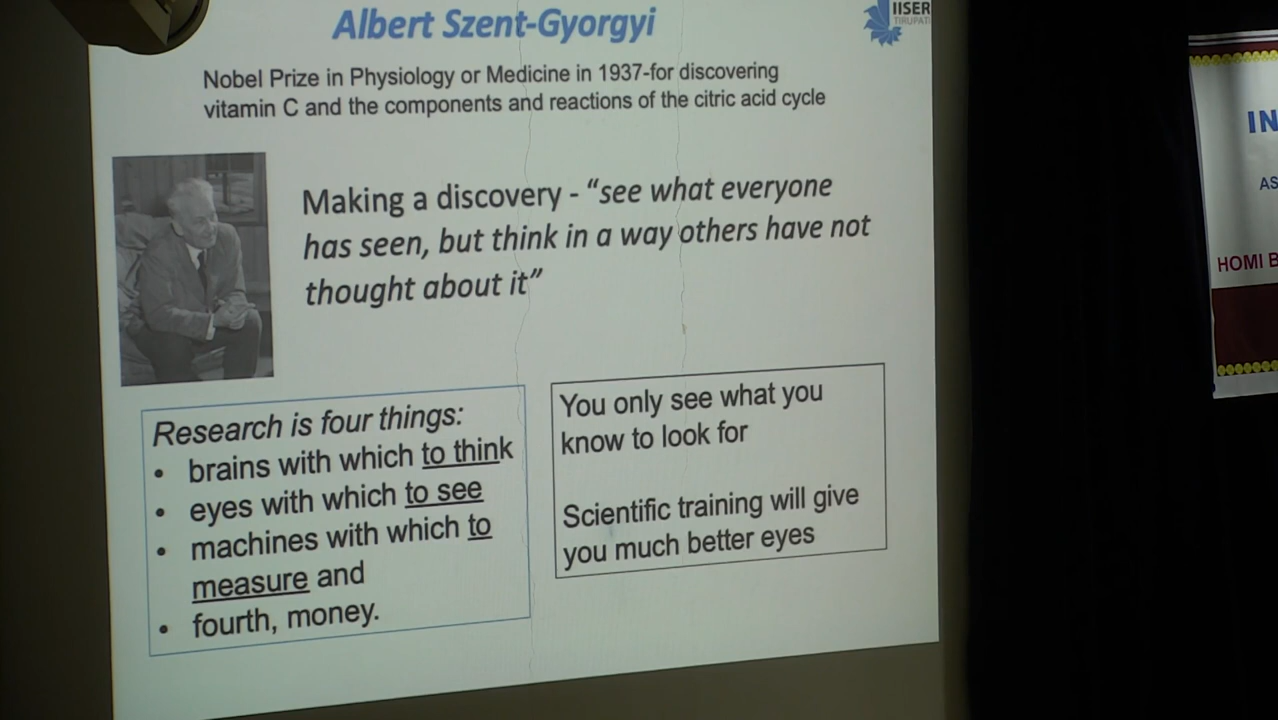 Albert Szent-Gyorgyi
IISER
TIRUPATI
Nobel Prize in Physiology or Medicine in 1937-for discovering
vitamin C and the components and reactions of the citric acid cycle
Making a discovery - “see what everyone
has seen, but think in a way others have not
thought about it”
Research is four things:
• brains with which to think
• eyes with which to see
• machines with which to
measure and
• fourth, money.
You only see what you
know to look for
Scientific training will give
you much better eyes
IN
AS
HOMI B